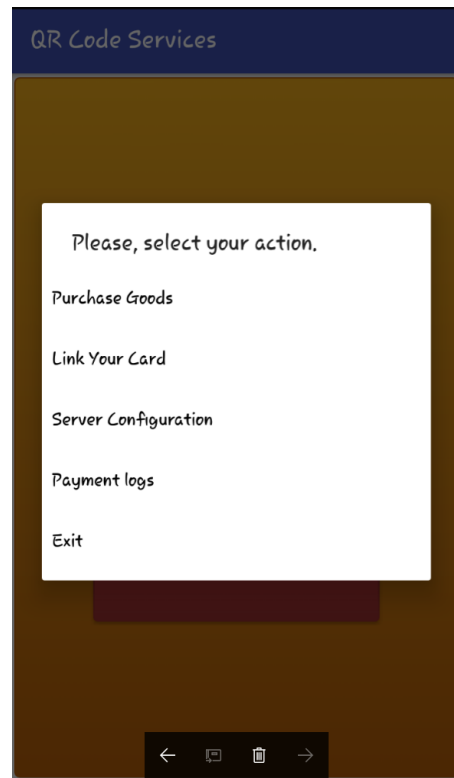 QR Code Services
Please, select your action.
Purchase Goods
Link Your Card
Server Configuration
Payment logs
Exit